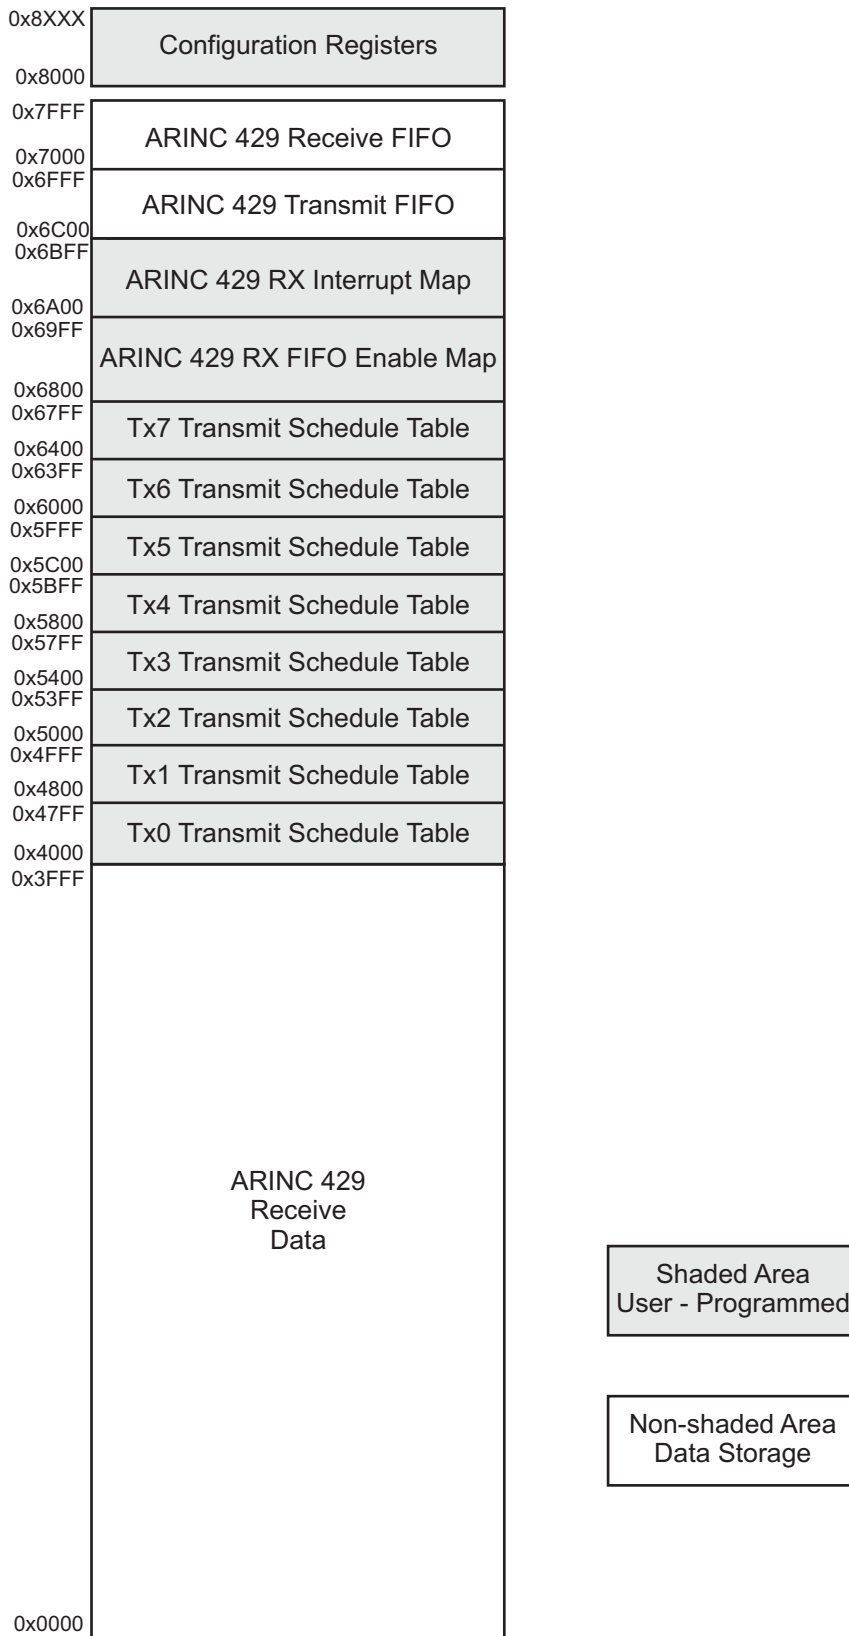 0x8XXX
Configuration Registers
0x8000
0x7FFF
ARINC 429 Receive FIFO
0x7000
0x6FFF
ARINC 429 Transmit FIFO
0x6C00
0x6BFF
ARINC 429 RX Interrupt Map
0x6A00
0x69FF
ARINC 429 RX FIFO Enable Map
0x6800
0x67FF
Tx7 Transmit Schedule Table
0x6400
0x63FF
Tx6 Transmit Schedule Table
0x6000
0x5FFF
Tx5 Transmit Schedule Table
0x5C00
0x5BFF
Tx4 Transmit Schedule Table
0x5800
0x57FF
Tx3 Transmit Schedule Table
0x5400
0x53FF
Tx2 Transmit Schedule Table
0x5000
0x4FFF
Tx1 Transmit Schedule Table
0x4800
0x47FF
Tx0 Transmit Schedule Table
0x4000
0x3FFF
ARINC 429
Receive
Data
Shaded Area
User - Programmed
Non-shaded Area
Data Storage
0x0000